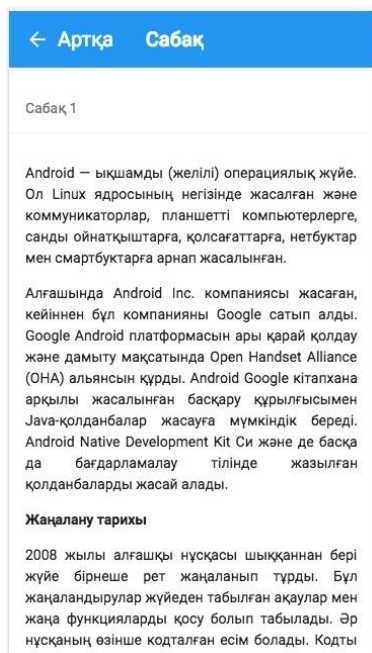 ← Артқа Сабақ
Сабақ 1
Android — ықшамды (желілі) операциялық жүйе.
Ол Linux ядросының негізінде жасалған және
коммуникаторлар, планшетті компьютерлерге,
санды ойнатқыштарға, қолсағаттарға, нетбуктар
мен смартбуктарға арнап жасалынған.
Алғашында Android Inc. компаниясы жасаған,
кейіннен бұл компанияны Google сатып алды.
Google Android платформасын ары қарай қолдау
және дамыту мақсатында Open Handset Alliance
(OHA) альянсын құрды. Android Google кітапхана
арқылы жасалынған басқару құрылғысымен
Java-қолданбалар жасауға мүмкіндік береді.
Android Native Development Kit Си және де басқа
да бағдарламалау тілінде жазылған
қолданбаларды жасай алады.
Жаңалану тарихы
2008 жылы алғашқы нұсқасы шыққаннан бері
жүйе бірнеше рет жаңаланып тұрды. Бұл
жаңаландырулар жүйеден табылған ақаулар мен
жаңа функцияларды қосу болып табылады. Әр
нұсқаның өзінше кодталған есім болады. Кодты